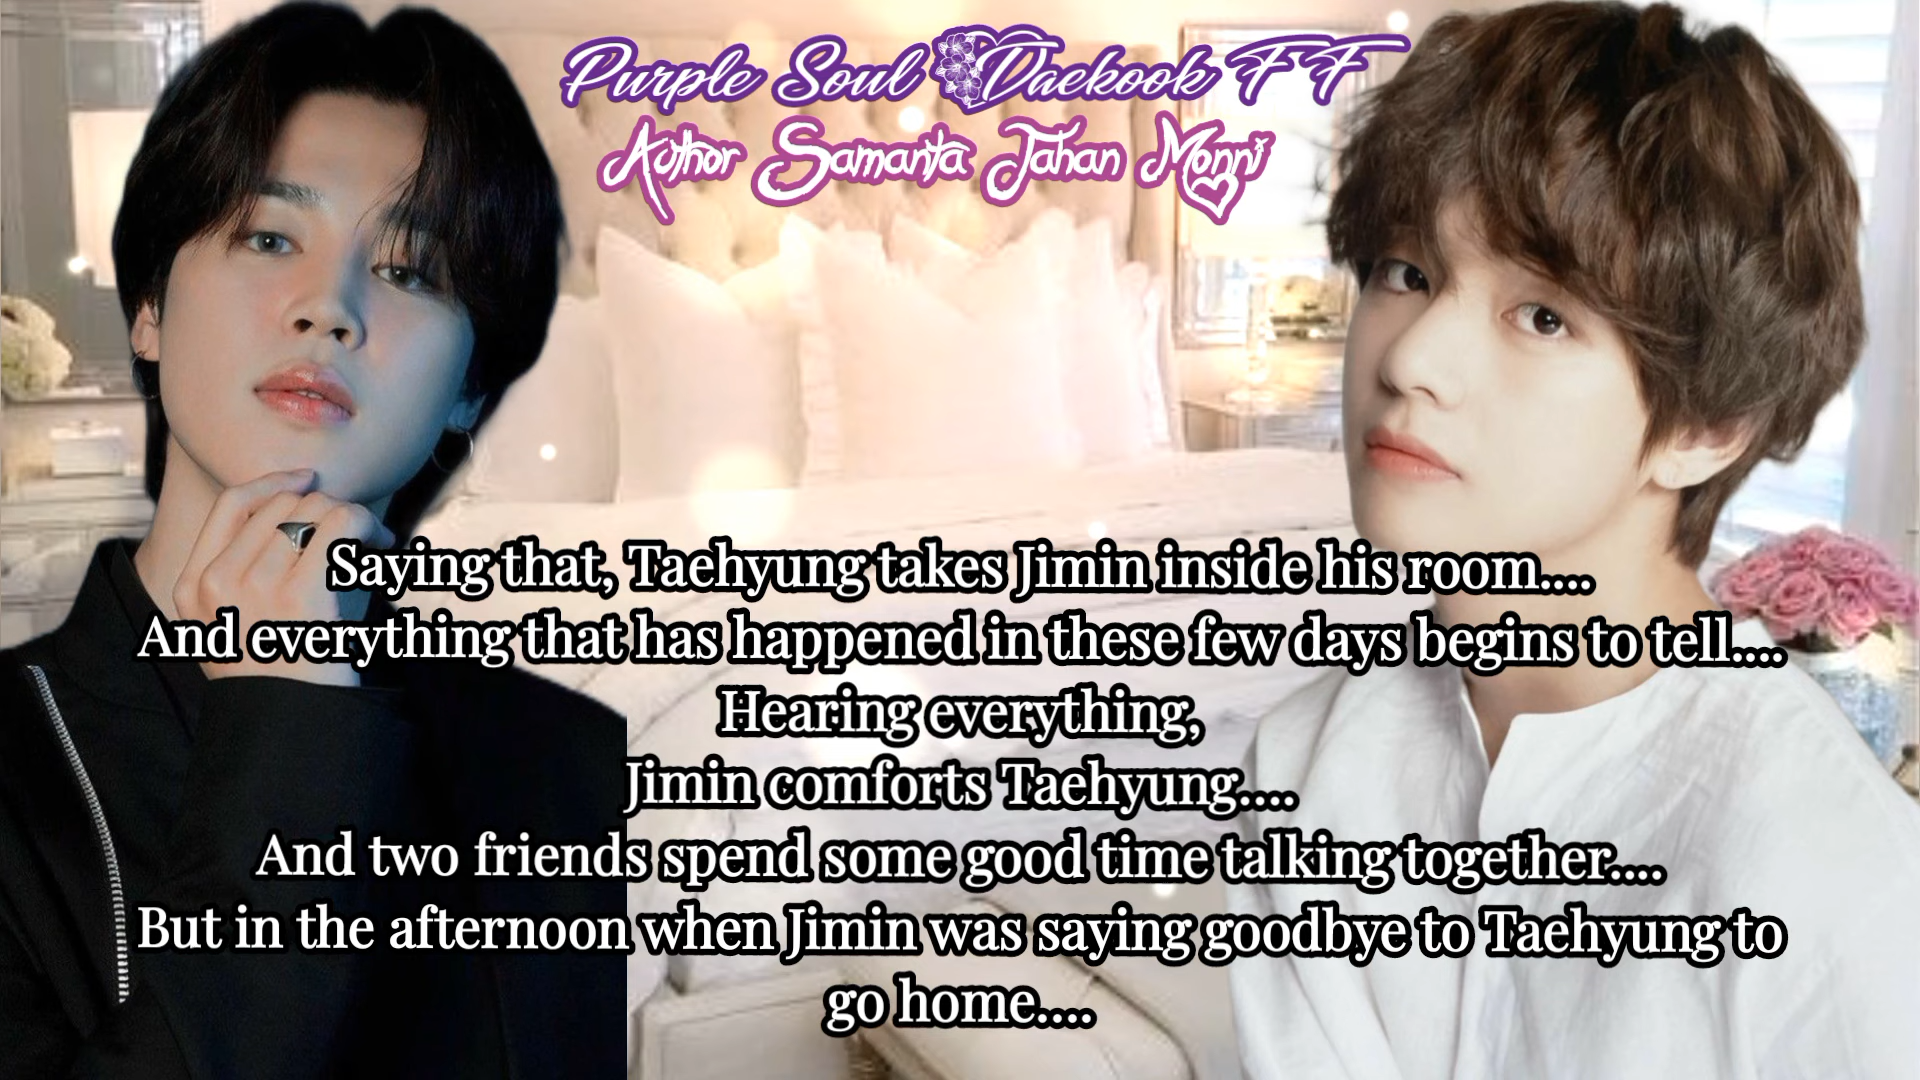 Purple Soul Daekook FF
Author Samanta Jahan Monni
Saying that, Taehyung takes Jimin inside his room....
And everything that has happened in these few days begins to tell....
Hearing everything,
Jimin comforts Taehyung....
And two friends spend some good time talking together....
But in the afternoon when Jimin was saying goodbye to Taehyung to
go home....